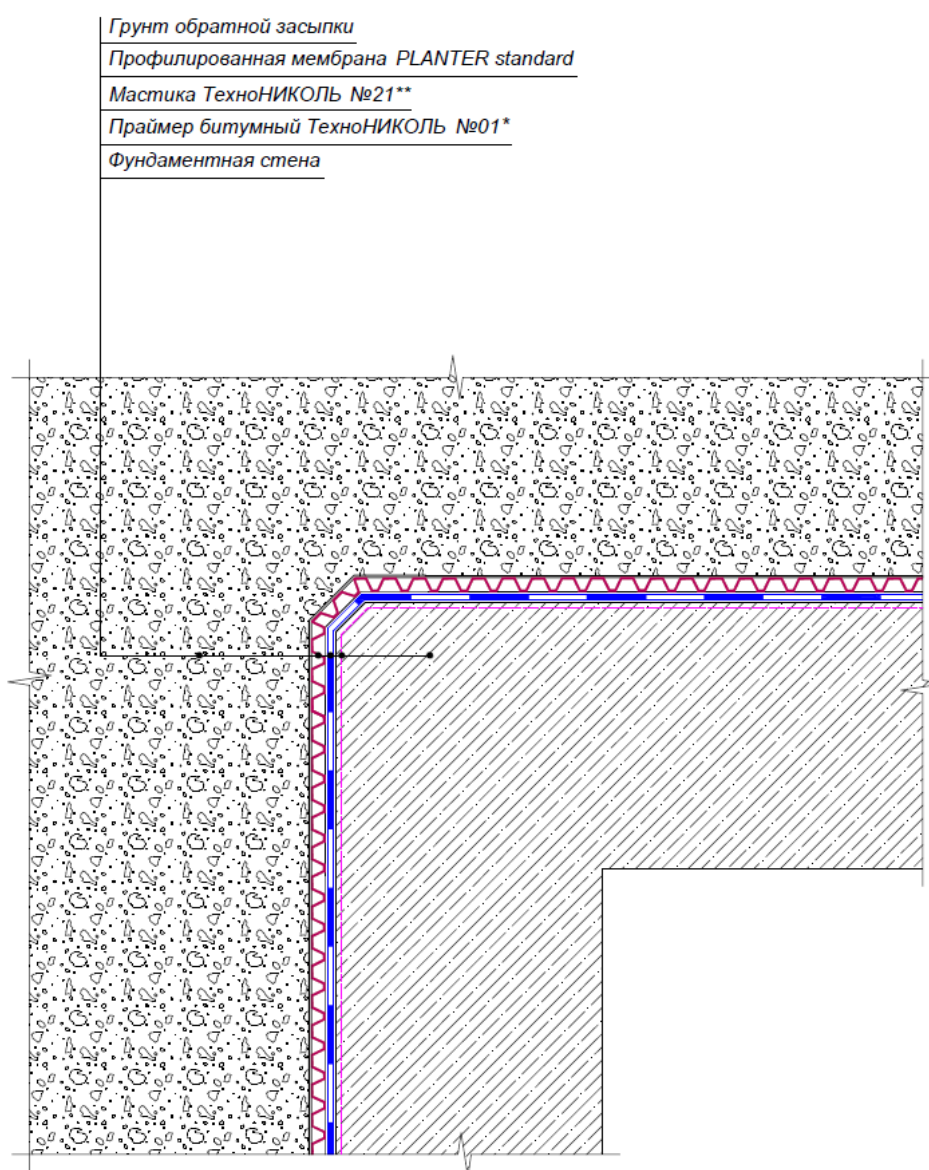 Грунт обратной засыпки
Профилированная мембрана PLANTER standard
Мастика ТехноНИКОЛЬ №21**
Праймер битумный ТехноНИКОЛЬ №01*
Фундаментная стена